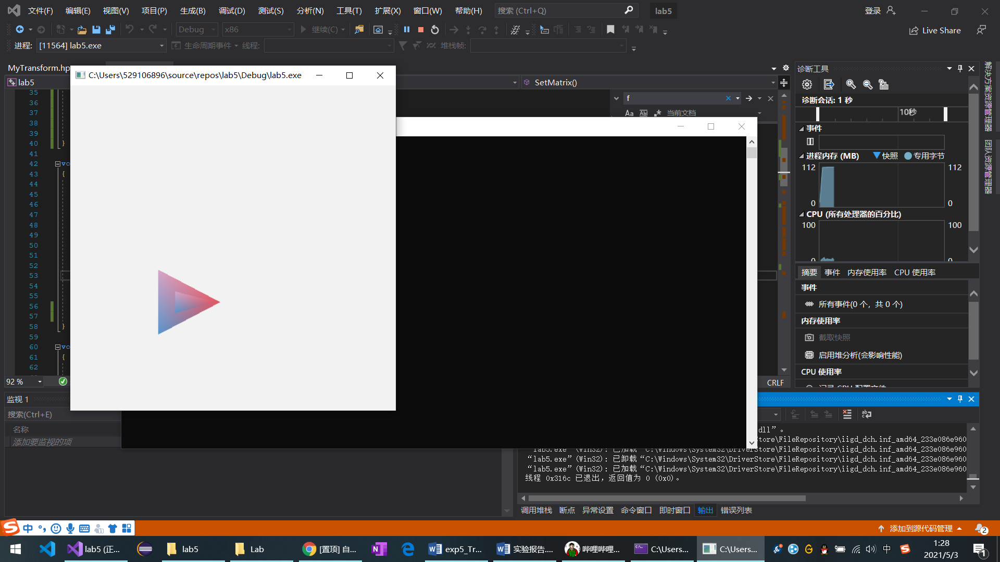 文件(F) 编辑(E) 视图(V) 项目(P) 生成(B) 调试(D) 测试(S) 分析(N) 工具(T) 扩展(X) 窗口(W) 帮助(H) 搜索 (Ctrl+Q) lab5 登录
Debug x86 继续(C) Live Share
进程: [11564] lab5.exe 生命周期事件 线程: 堆栈帧:
MyTransform.hp
C:\Users\529106896\source\repos\lab5\Debug\lab5.exe
lab5
SetMatrix()
f
Aa Ab 当前文档
35
36
37
38
39
40 }
41
42
43 {
44
45
46
47
48
49
50
51
52
53
54
55
56
57
58 }
59
60
61 {
62
92 %
CRLF
诊断工具
诊断会话: 1 秒
10秒
事件
进程内存 (MB) 快照 专用字节
112 112
0 0
CPU (所有处理器的百分比)
100 100
0 0
摘要 事件 内存使用率 CPU 使用率
事件
所有事件(0 个，共 0 个)
内存使用率
截取快照
启用堆分析(会影响性能)
CPU 使用率
记录 CPU 配置文件
解决方案资源管理器
团队资源管理器
监视 1
搜索(Ctrl+E)
名称
添加要监视的项
dll”。
tore\FileRepository\iigd_dch.inf_amd64_233e086e960
“lab5.exe”(Win32): 已加载“C:\Windows\System32\DriverStore\FileRepository\iigd_dch.inf_amd64_233e086e960
“lab5.exe”(Win32): 已卸载“C:\Windows\System32\DriverStore\FileRepository\iigd_dch.inf_amd64_233e086e960
“lab5.exe”(Win32): 已加载“C:\Windows\System32\DriverStore\FileRepository\iigd_dch.inf_amd64_233e086e960
线程 0x316c 已退出，返回值为 0 (0x0)。
调用堆栈 断点 异常设置 命令窗口 即时窗口 输出 错误列表
中
添加到源代码管理 2
lab5 (正... lab5 Lab [置顶] 自... exp5_Tr... 实验报告.... 哔哩哔哩... C:\Users... C:\Users... 中 1:28
2021/5/3 1